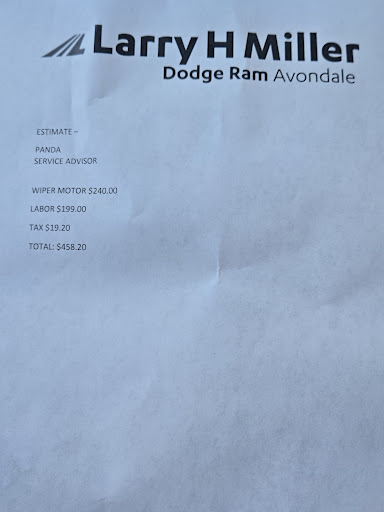 Larry H Miller
Dodge Ram Avondale
ESTIMATE –
PANDA
SERVICE ADVISOR
WIPER MOTOR $240.00
LABOR $199.00
TAX $19.20
TOTAL: $458.20